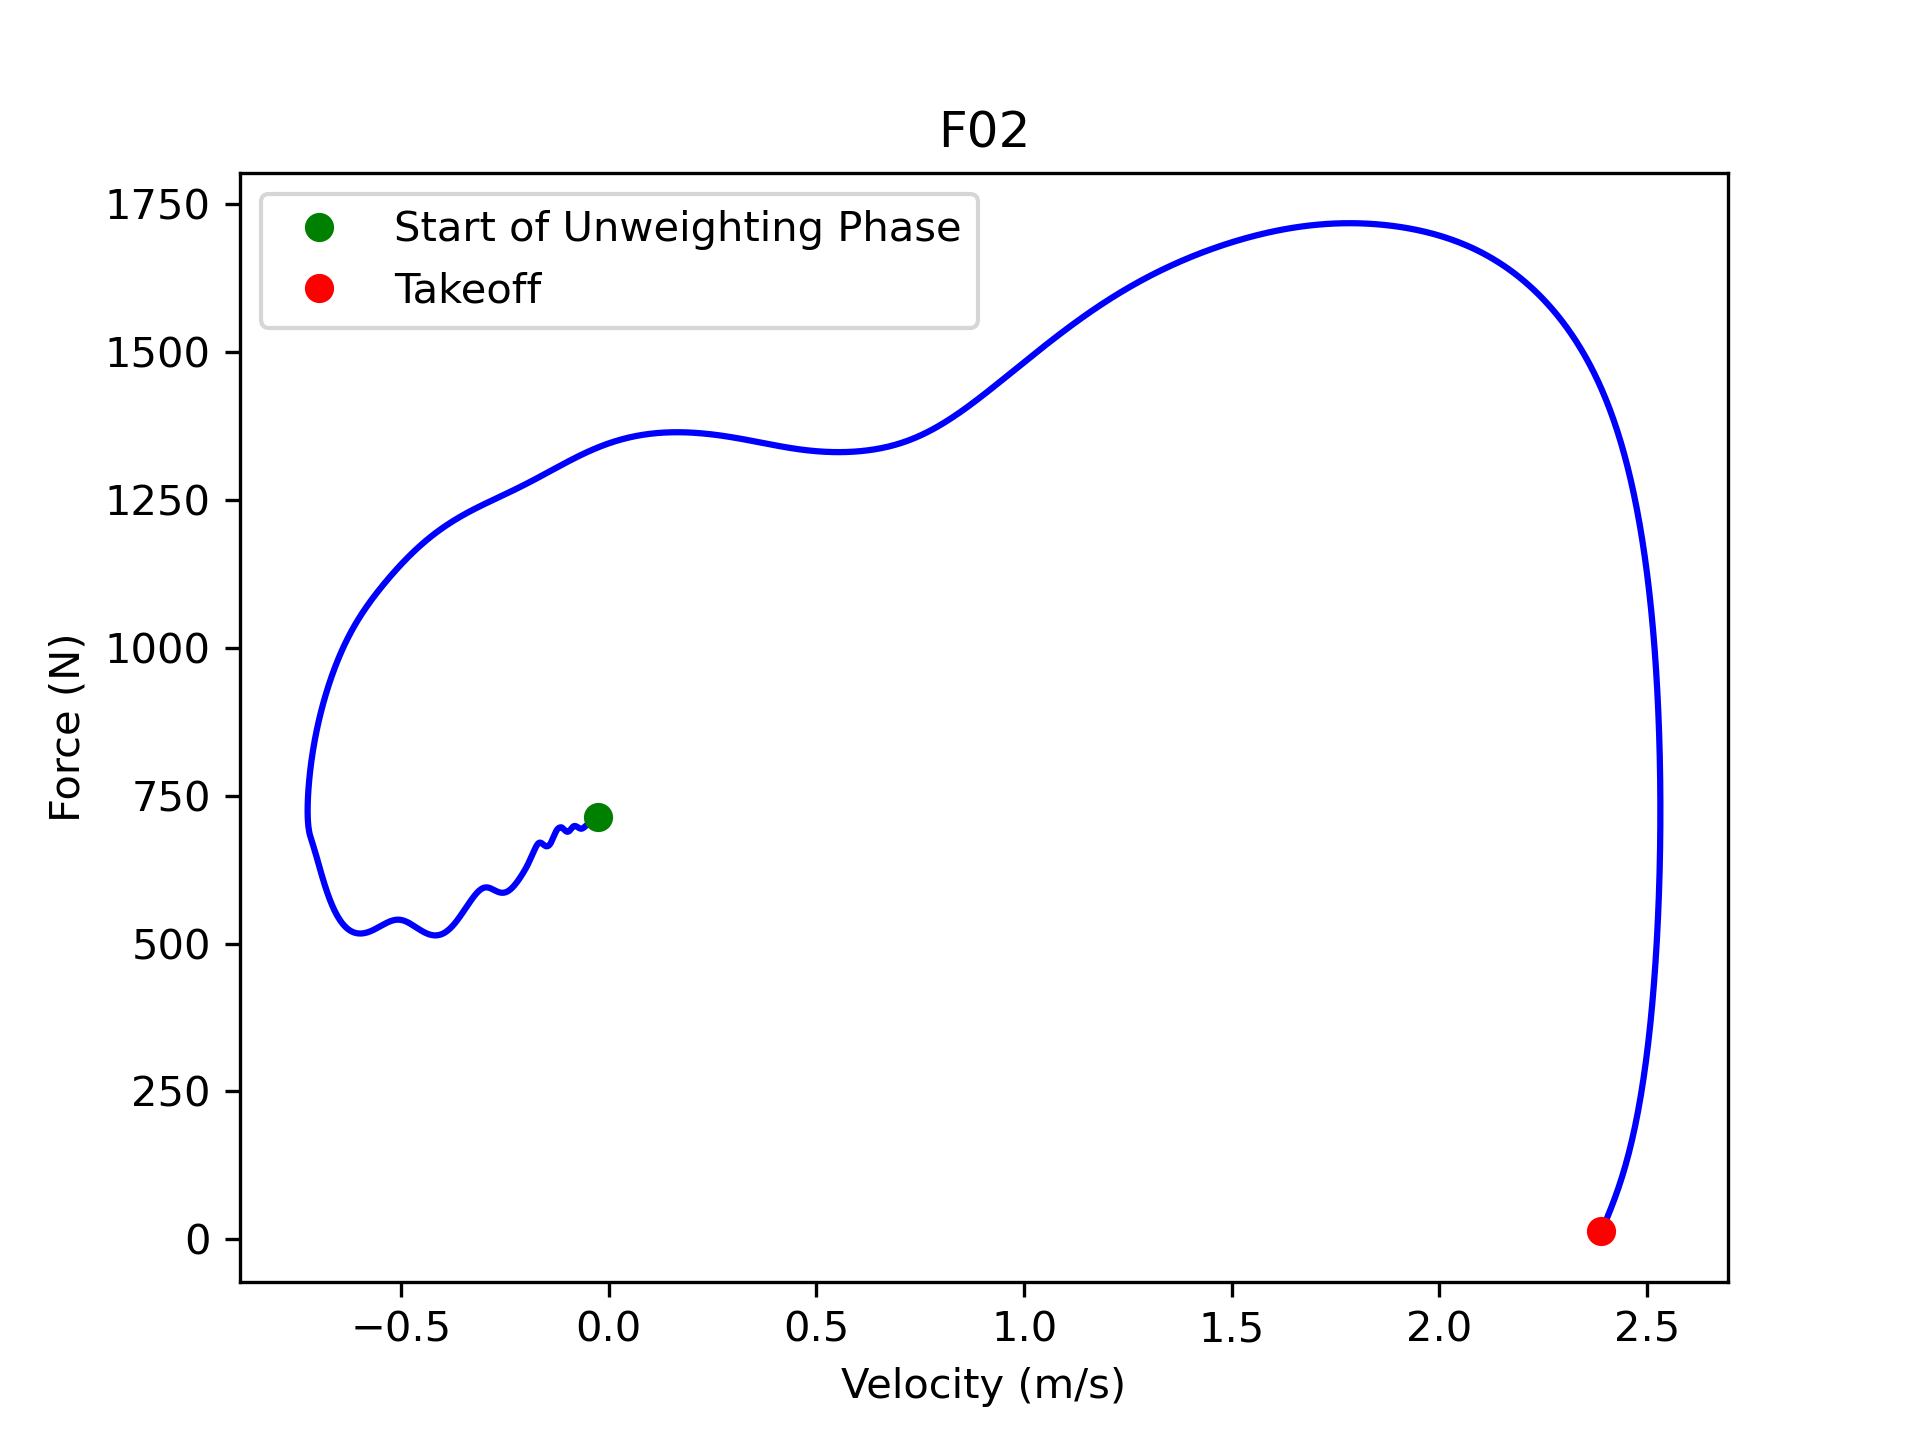 F02
Start of Unweighting Phase
Takeoff
1750
1500
1250
1000
750
500
250
0
Force (N)
−0.5 0.0 0.5 1.0 1.5 2.0 2.5
Velocity (m/s)